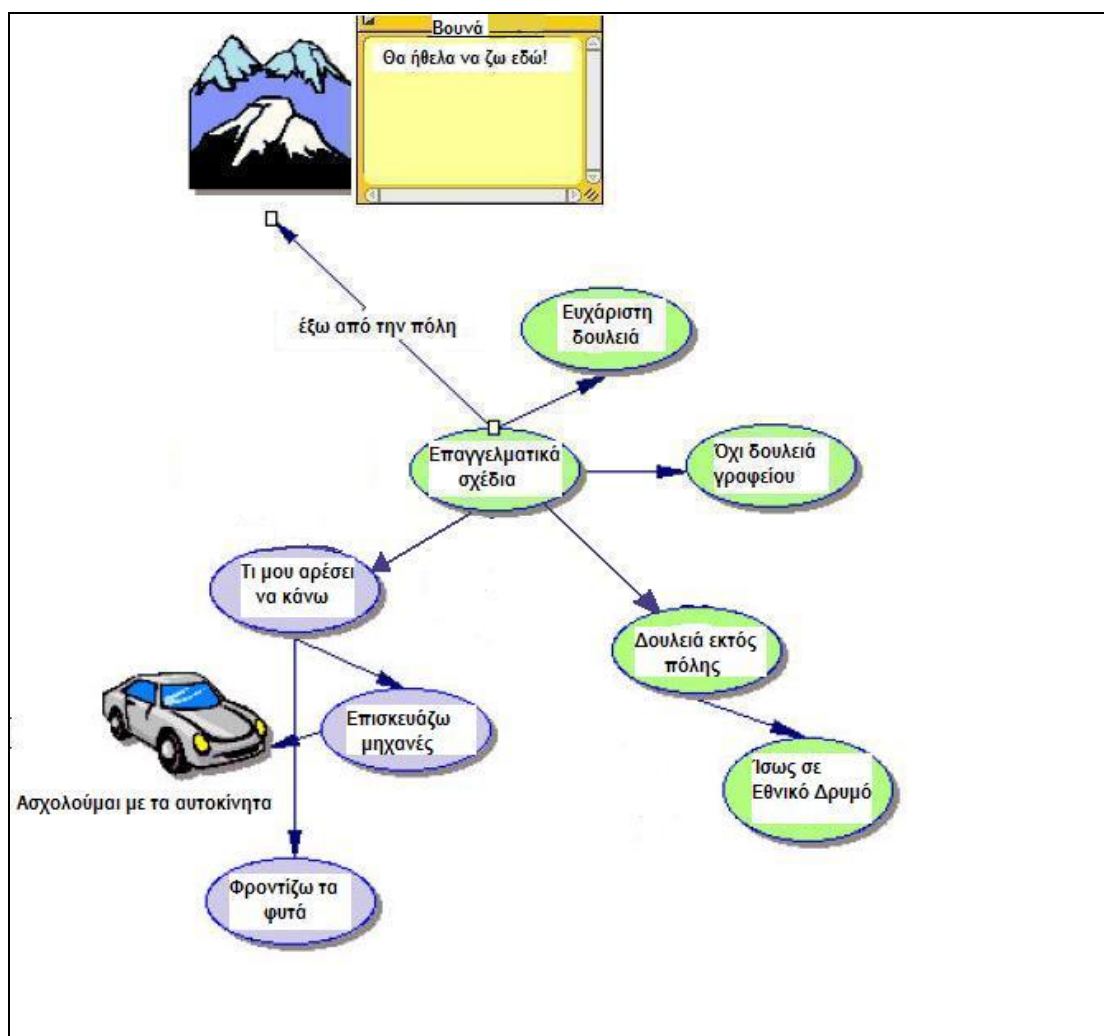 Βουνά
Θα ήθελα να ζω εδώ!
έξω από την πόλη
Ευχάριστη
δουλειά
Επαγγελματικά
σχέδια
Όχι δουλειά
γραφείου
Τι μου αρέσει
να κάνω
Δουλειά εκτός
πόλης
Επισκευάζω
μηχανές
Ίσως σε
Εθνικό Δρυμό
Ασχολούμαι με τα αυτοκίνητα
Φροντίζω τα
φυτά